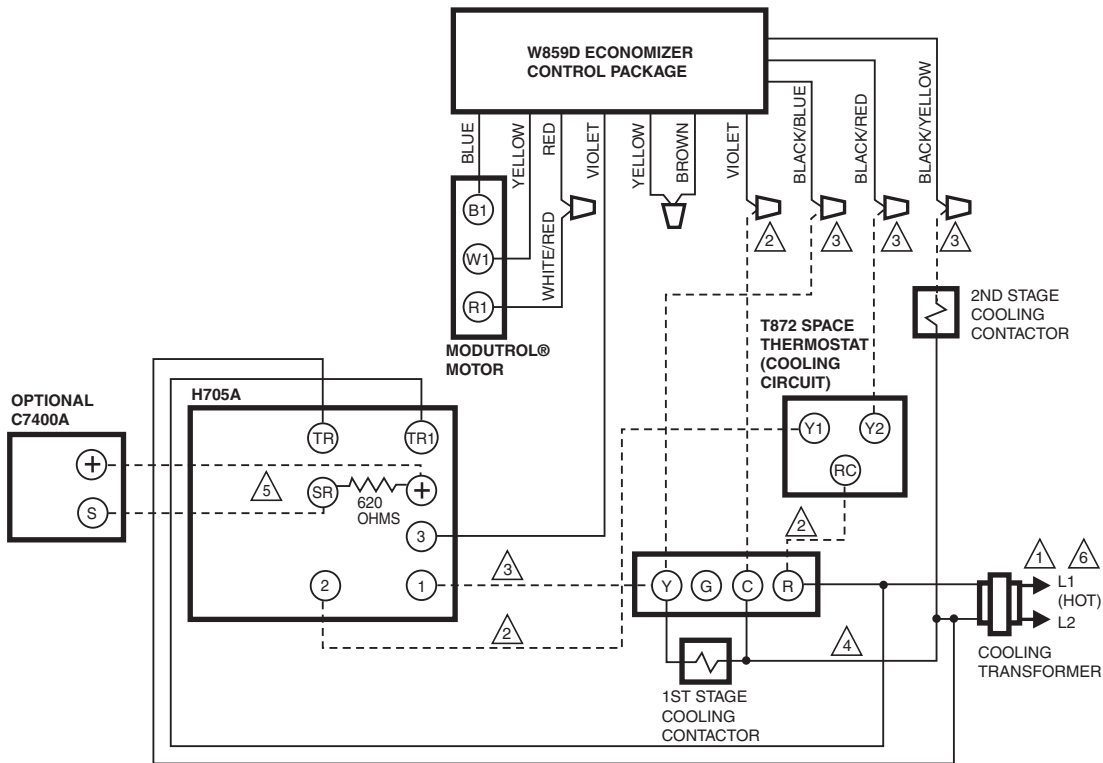 W859D ECONOMIZER
CONTROL PACKAGE
BLUE
YELLOW
RED
VIOLET
YELLOW
BROWN
VIOLET
BLACK/BLUE
BLACK/RED
BLACK/YELLOW
WHITE/RED
B1
W1
R1
MODUTROL®
MOTOR
2
3
3
3
2ND STAGE
COOLING
CONTACTOR
T872 SPACE
THERMOSTAT
(COOLING
CIRCUIT)
Y1
Y2
RC
OPTIONAL
C7400A
+
S
H705A
TR
TR1
SR
+
620
OHMS
3
2
1
5
3
2
2
Y
G
C
R
4
1
6
L1
(HOT)
L2
COOLING
TRANSFORMER
1ST STAGE
COOLING
CONTACTOR